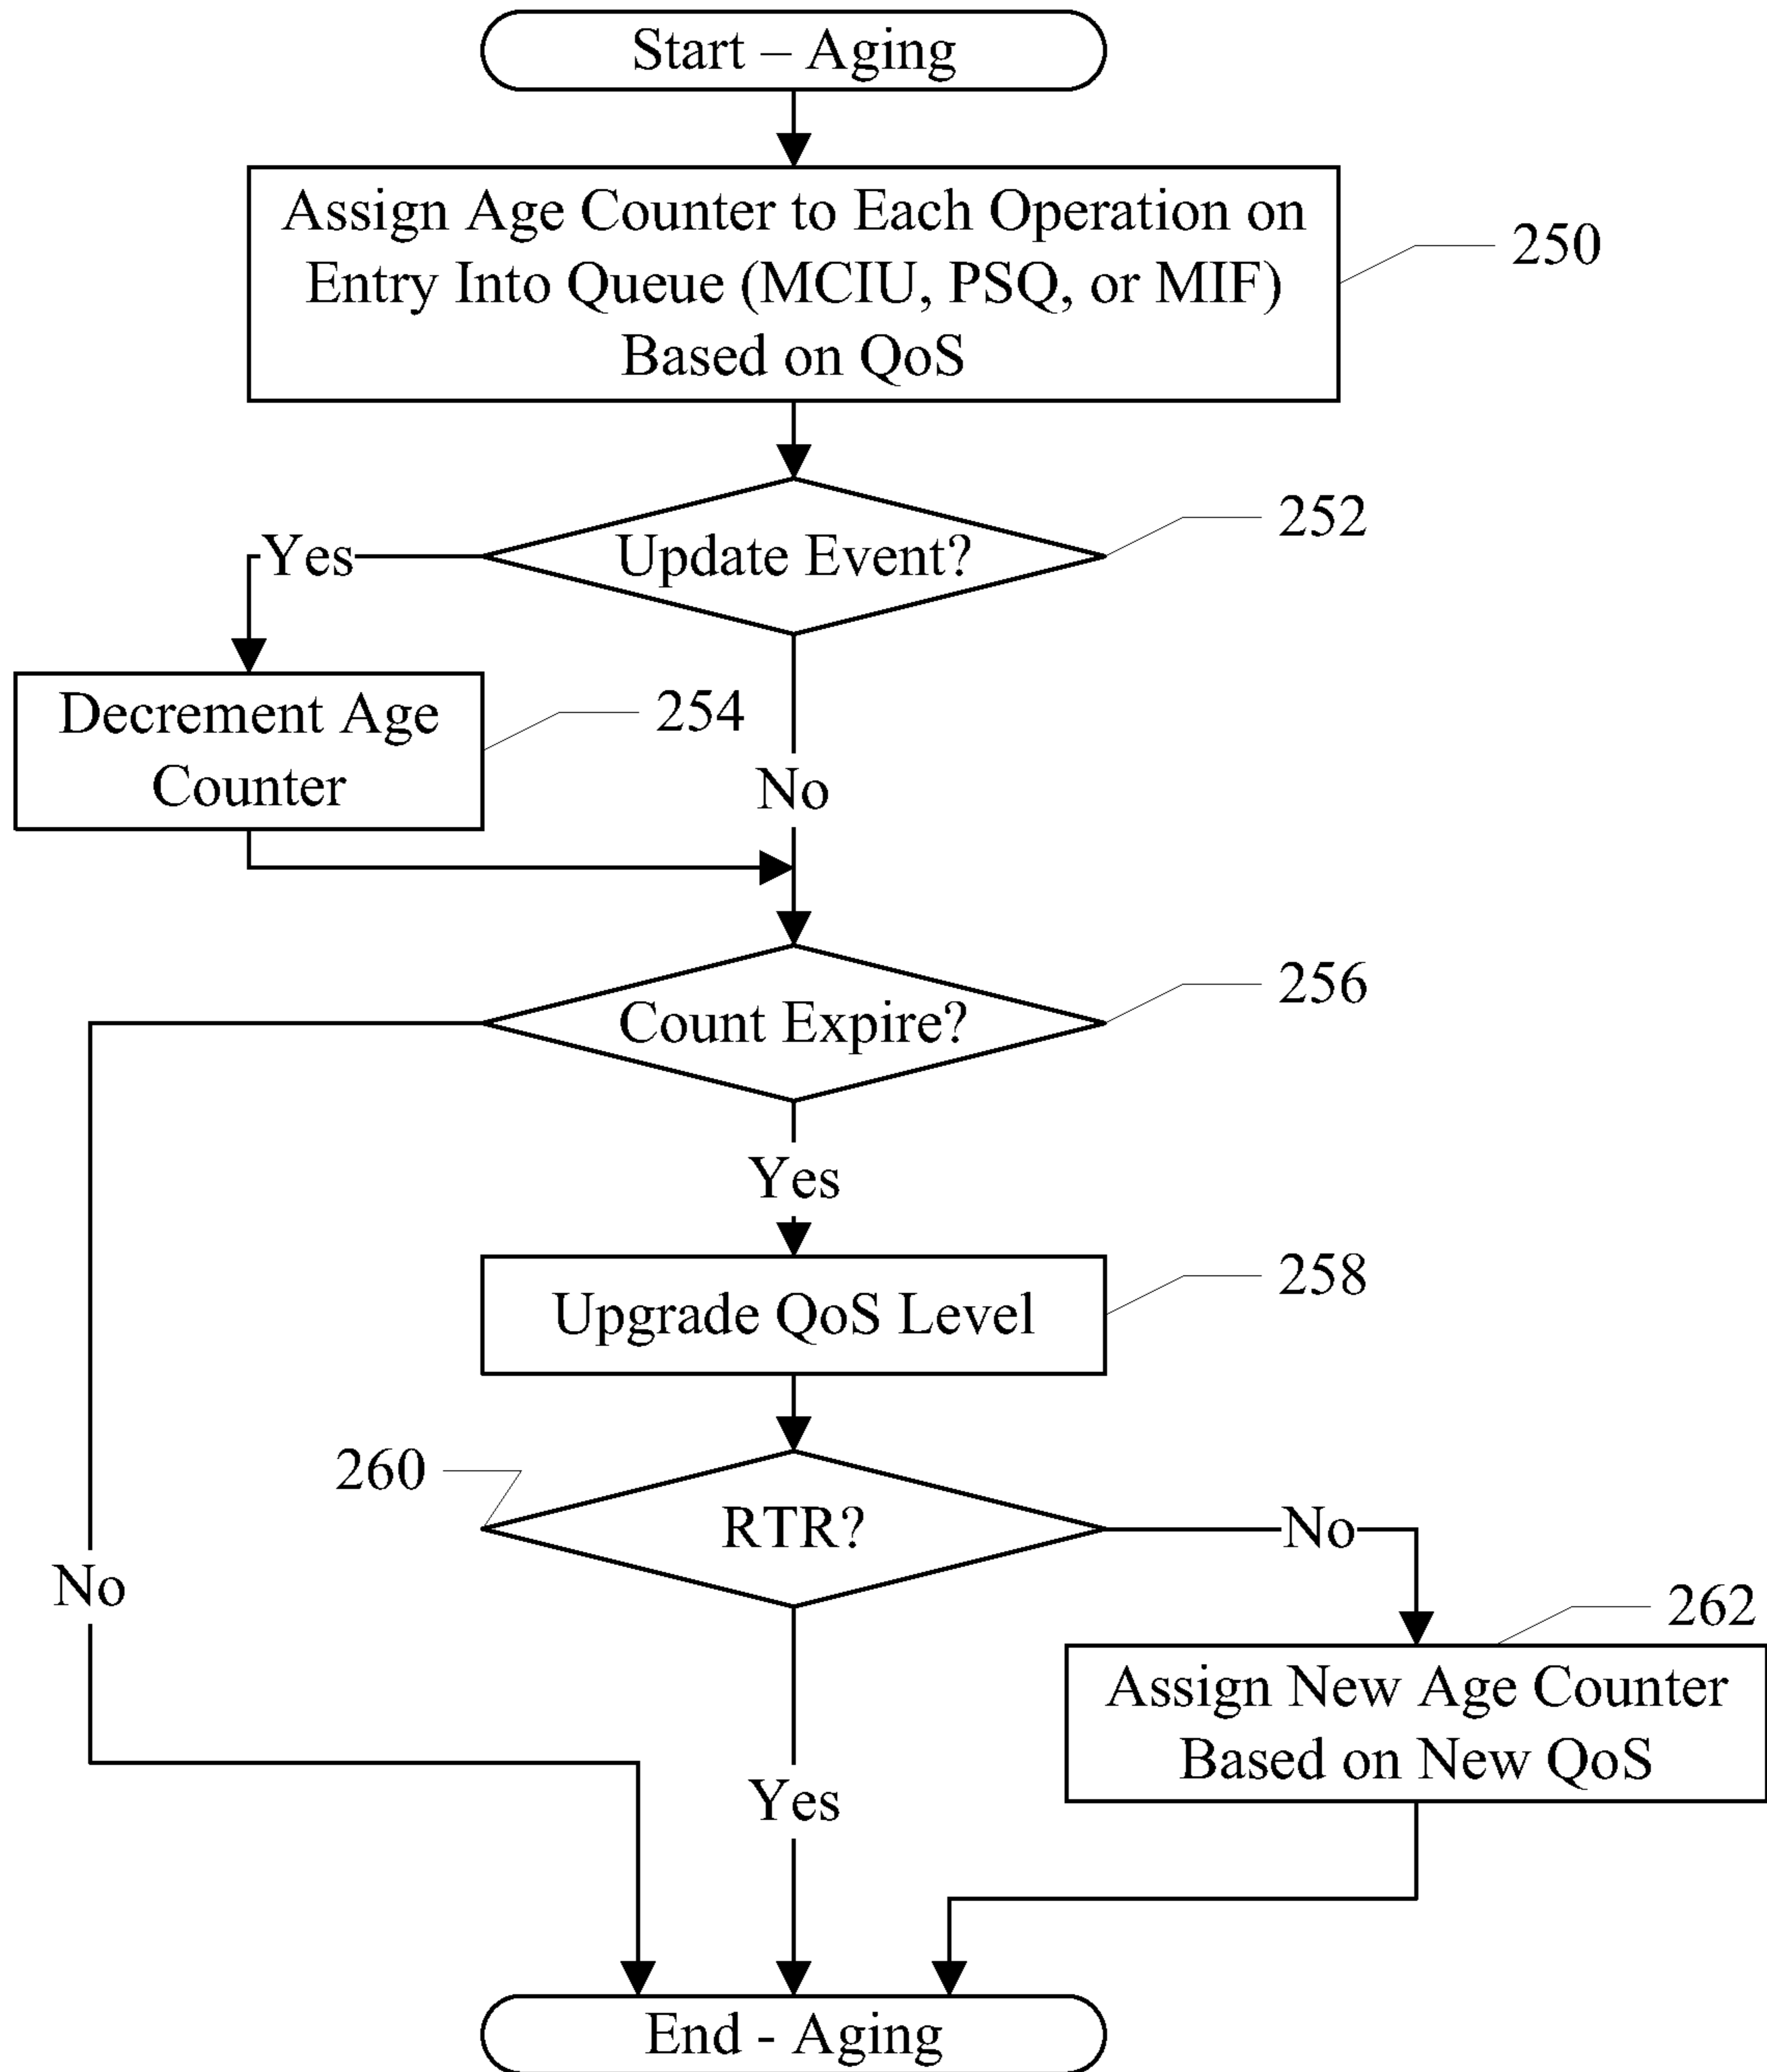 Start – Aging
Assign Age Counter to Each Operation on
Entry Into Queue (MCIU, PSQ, or MIF)
Based on QoS
250
Update Event?
252
Yes
Decrement Age
Counter
254
No
Count Expire?
256
Yes
Upgrade QoS Level
258
260
RTR?
No
No
262
Assign New Age Counter
Based on New QoS
Yes
End - Aging